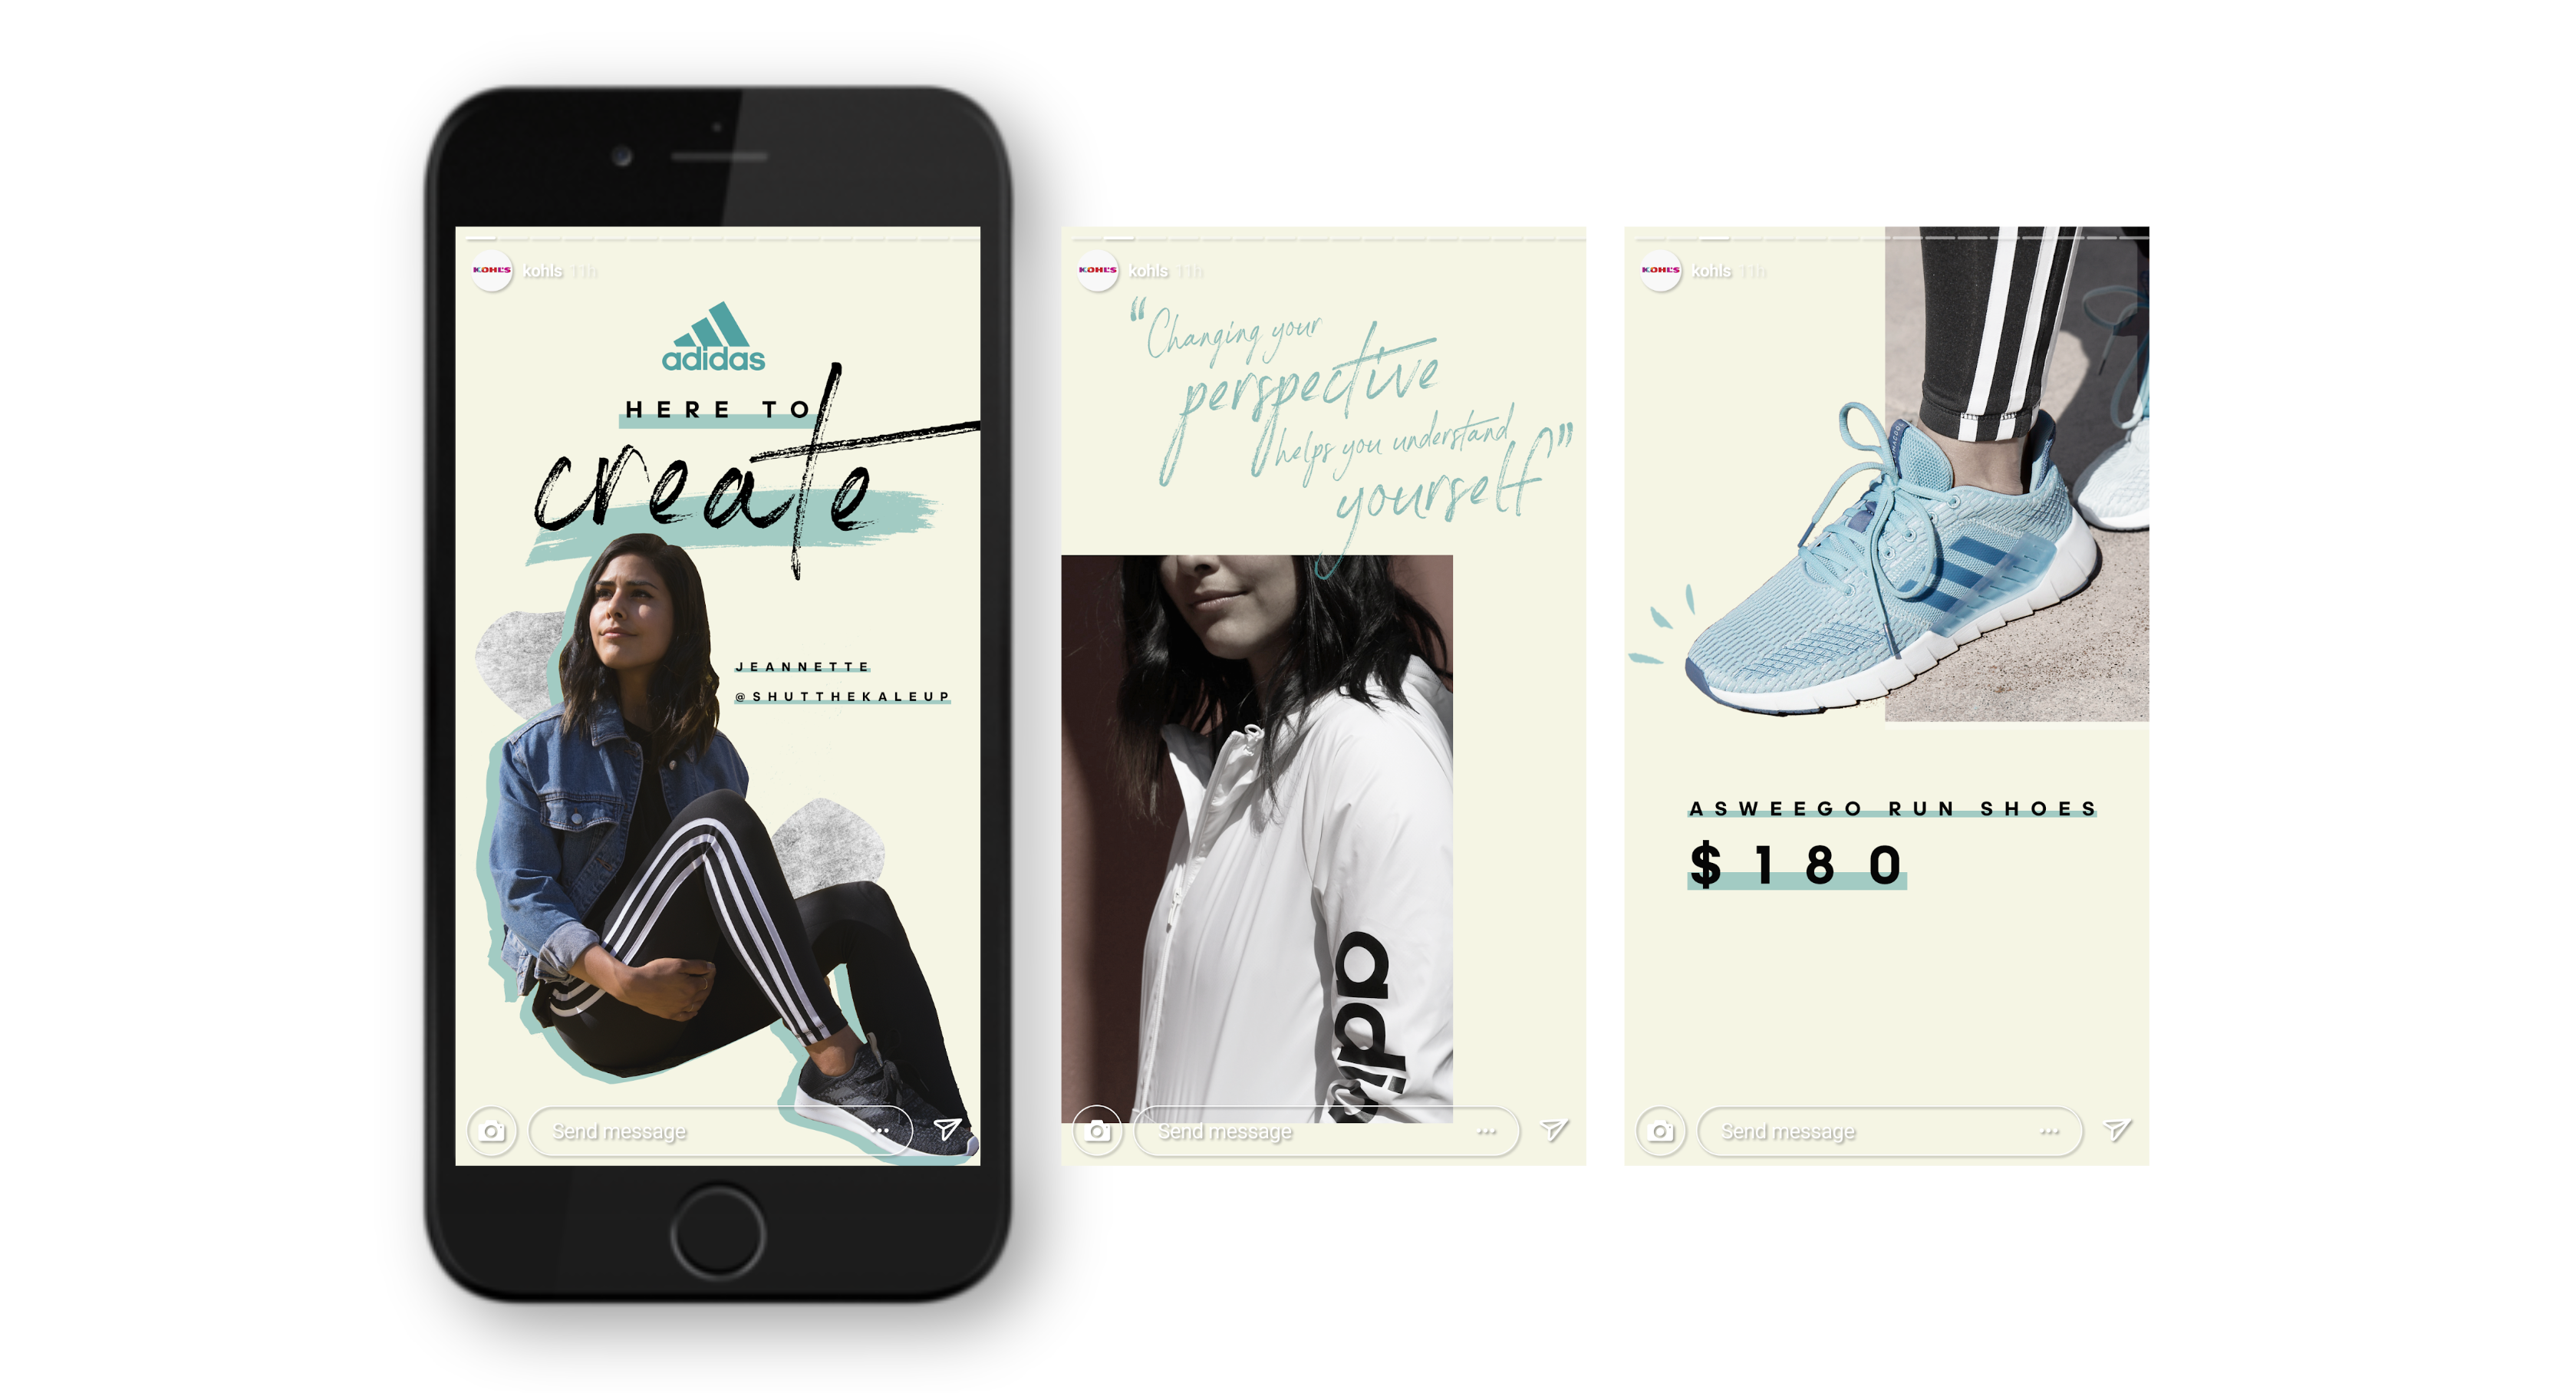 KOHL'S kohls 11h
adidas
HERE TO
create
JEANNETTE
@SHUTTHEKALEUP
Send message
KOHL'S kohls 11h
“Changing your
perspective
helps you understand
yourself”
adidas
Send message
KOHL'S kohls 11h
ASWEEGO RUN SHOES
$180
Send message